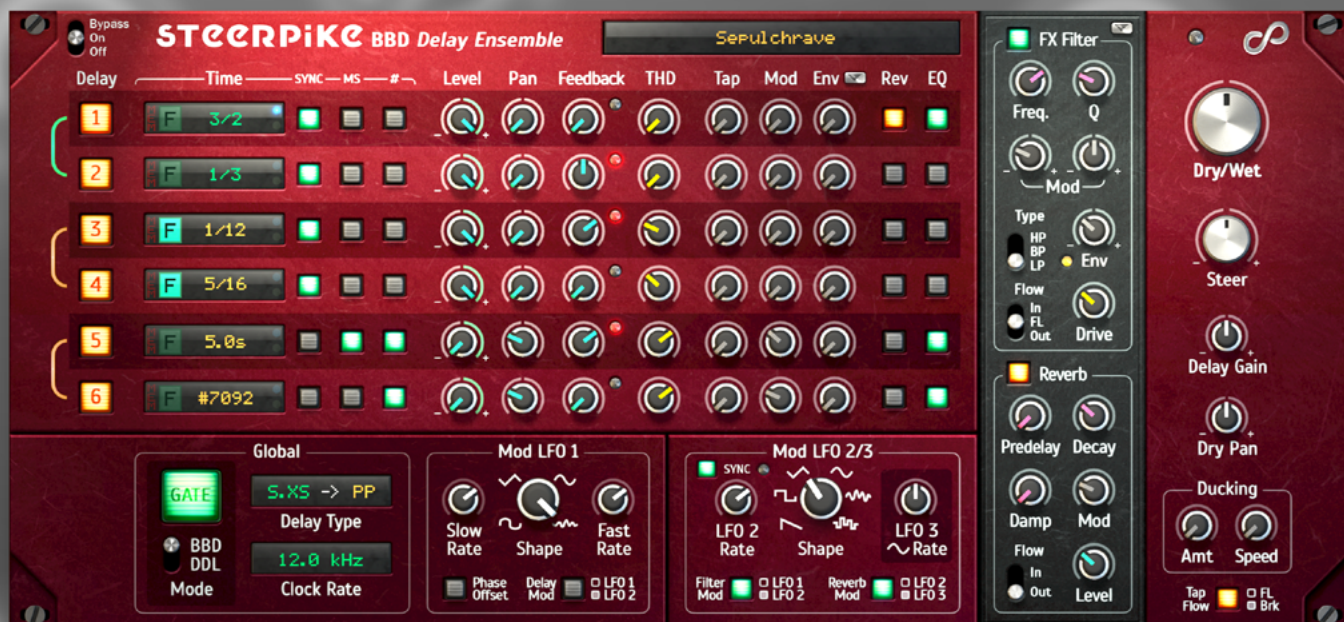 Bypass
On
Off
STEERPIKE BBD Delay Ensemble
Sepulchrave
Delay Time SYNC MS # Level Pan Feedback THD Tap Mod Env Rev EQ
1 F 3/2
2 F 1/3
3 F 1/12
4 F 5/16
5 F 5.0s
6 F #7092
- +
- +
- +
- +
- +
- +
Global
GATE
S.XS -> PP
Delay Type
BBD
DDL
Mode
12.0 kHz
Clock Rate
Mod LFO 1
Slow
Rate
Shape
Fast
Rate
Phase
Offset
Delay
Mod
LFO 1
LFO 2
Mod LFO 2/3
SYNC
LFO 2
Rate
Shape
LFO 3
Rate
Filter
Mod
LFO 1
LFO 2
Reverb
Mod
LFO 2
LFO 3
FX Filter
Freq. Q
- + - +
Mod
Type
HP
BP
LP
- +
Env
Flow
In
FL
Out
Drive
Reverb
Predelay Decay
Damp Mod
Flow
In
Out
Level
Dry/Wet
- +
Steer
- +
Delay Gain
- +
Dry Pan
Ducking
Amt Speed
Tap
Flow
FL
Brk